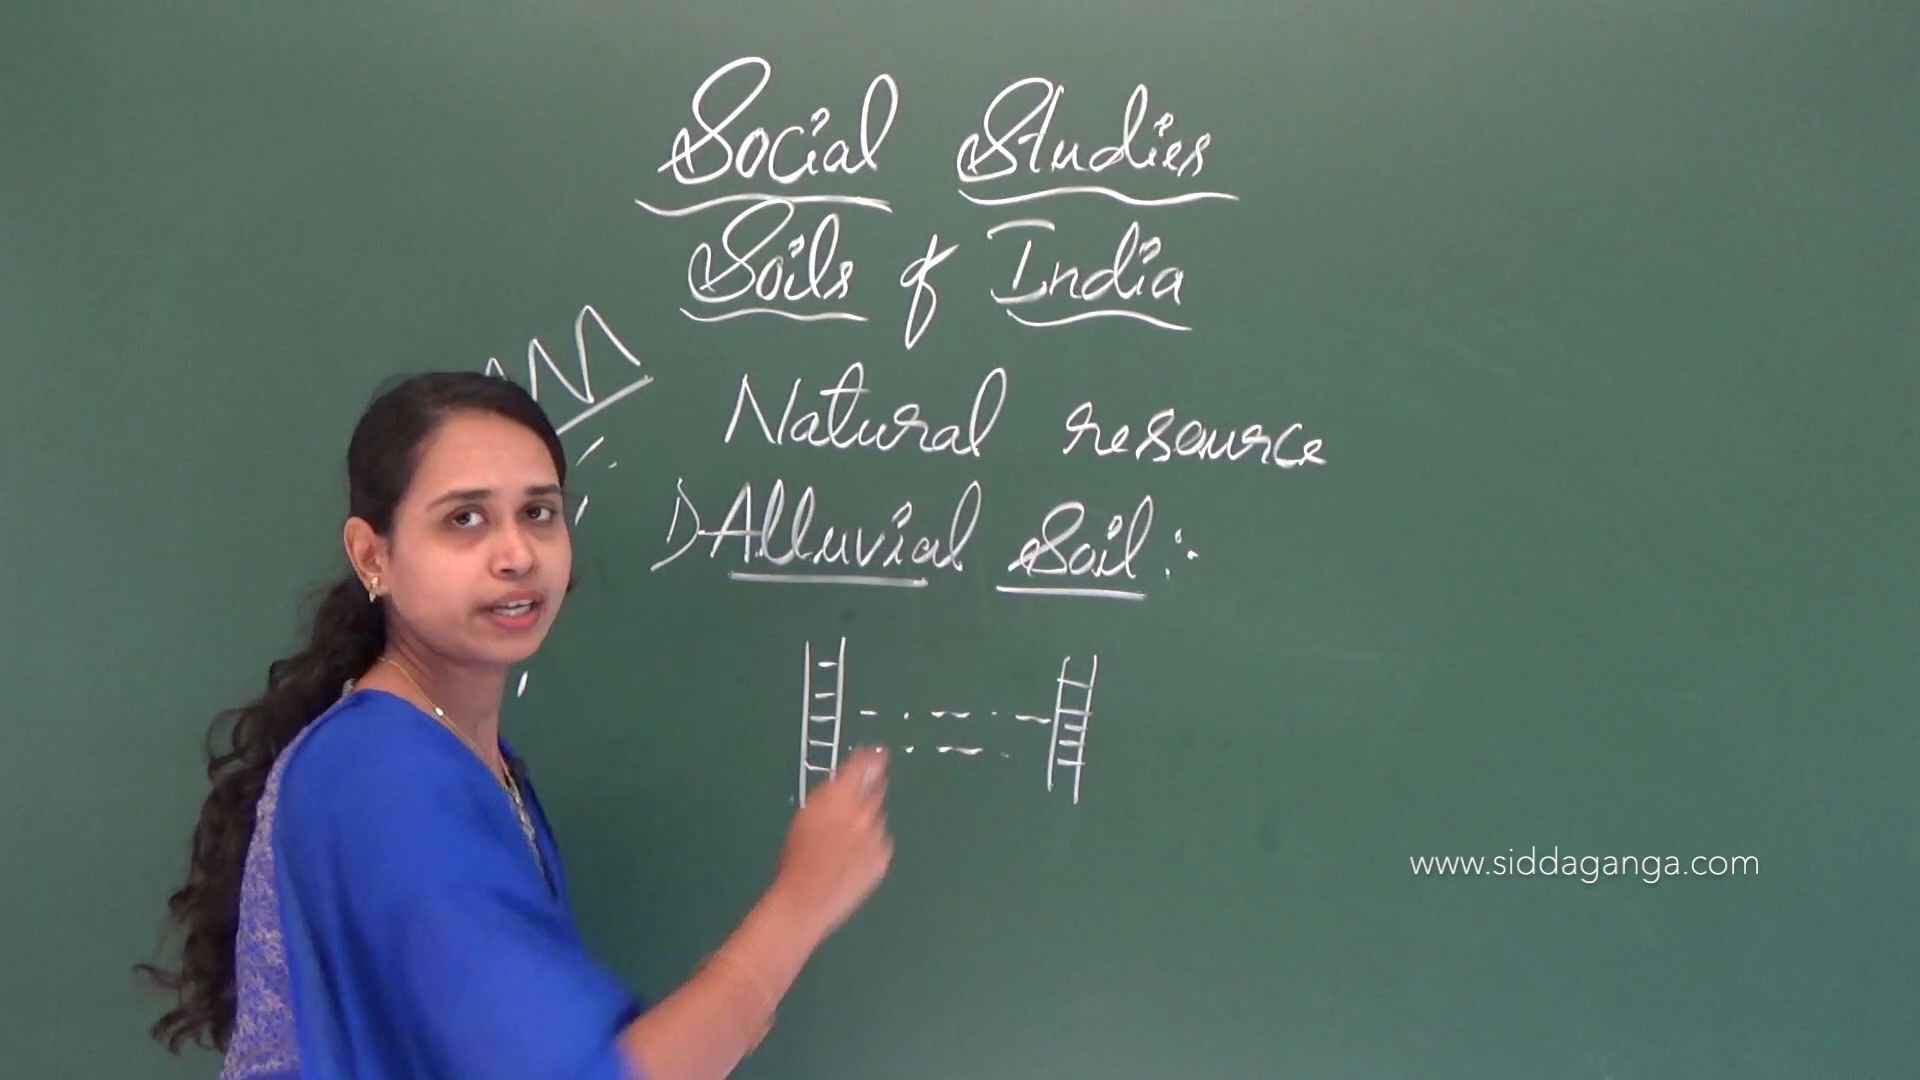 Social Studies
Soils of India
Natural resource
1) Alluvial Soil :-
www.siddaganga.com